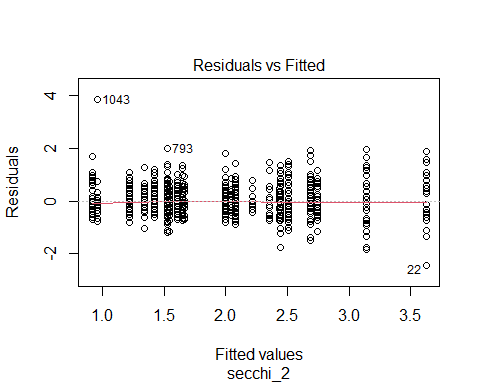 Residuals vs Fitted
Residuals
4
2
0
-2
1043
793
22
1.0 1.5 2.0 2.5 3.0 3.5
Fitted values
secchi_2